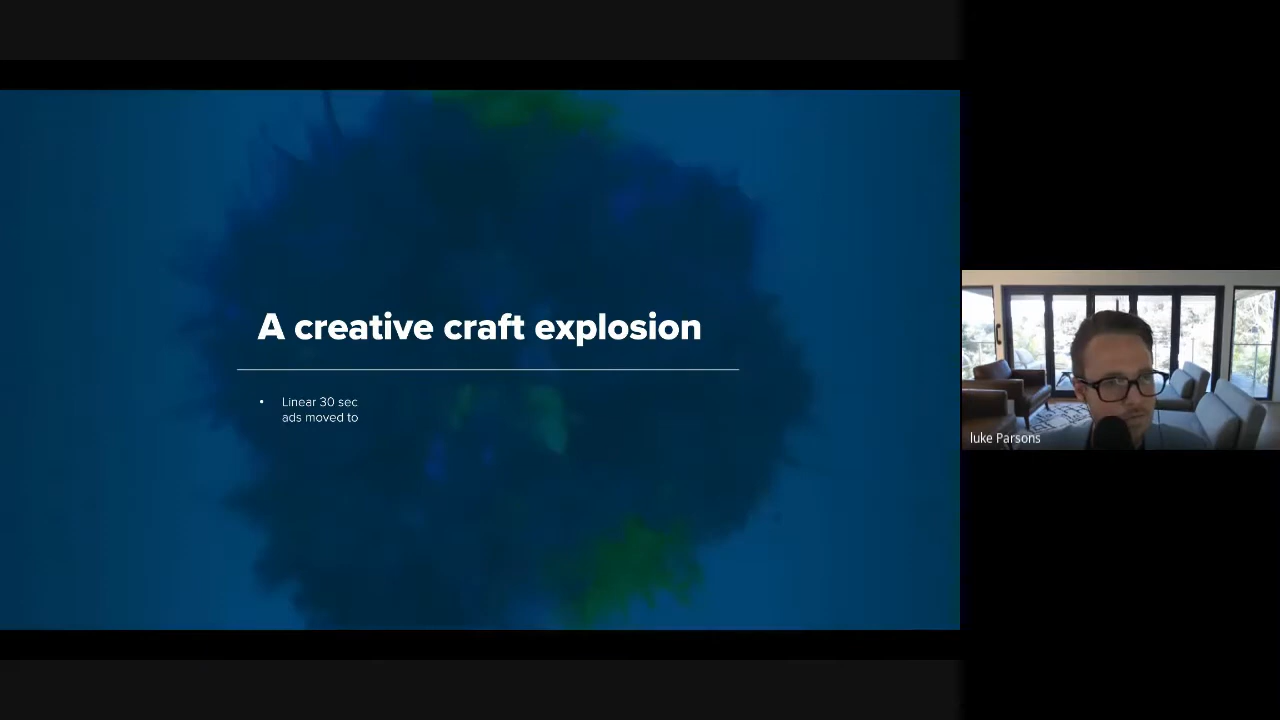 A creative craft explosion
• Linear 30 sec
ads moved to
luke Parsons